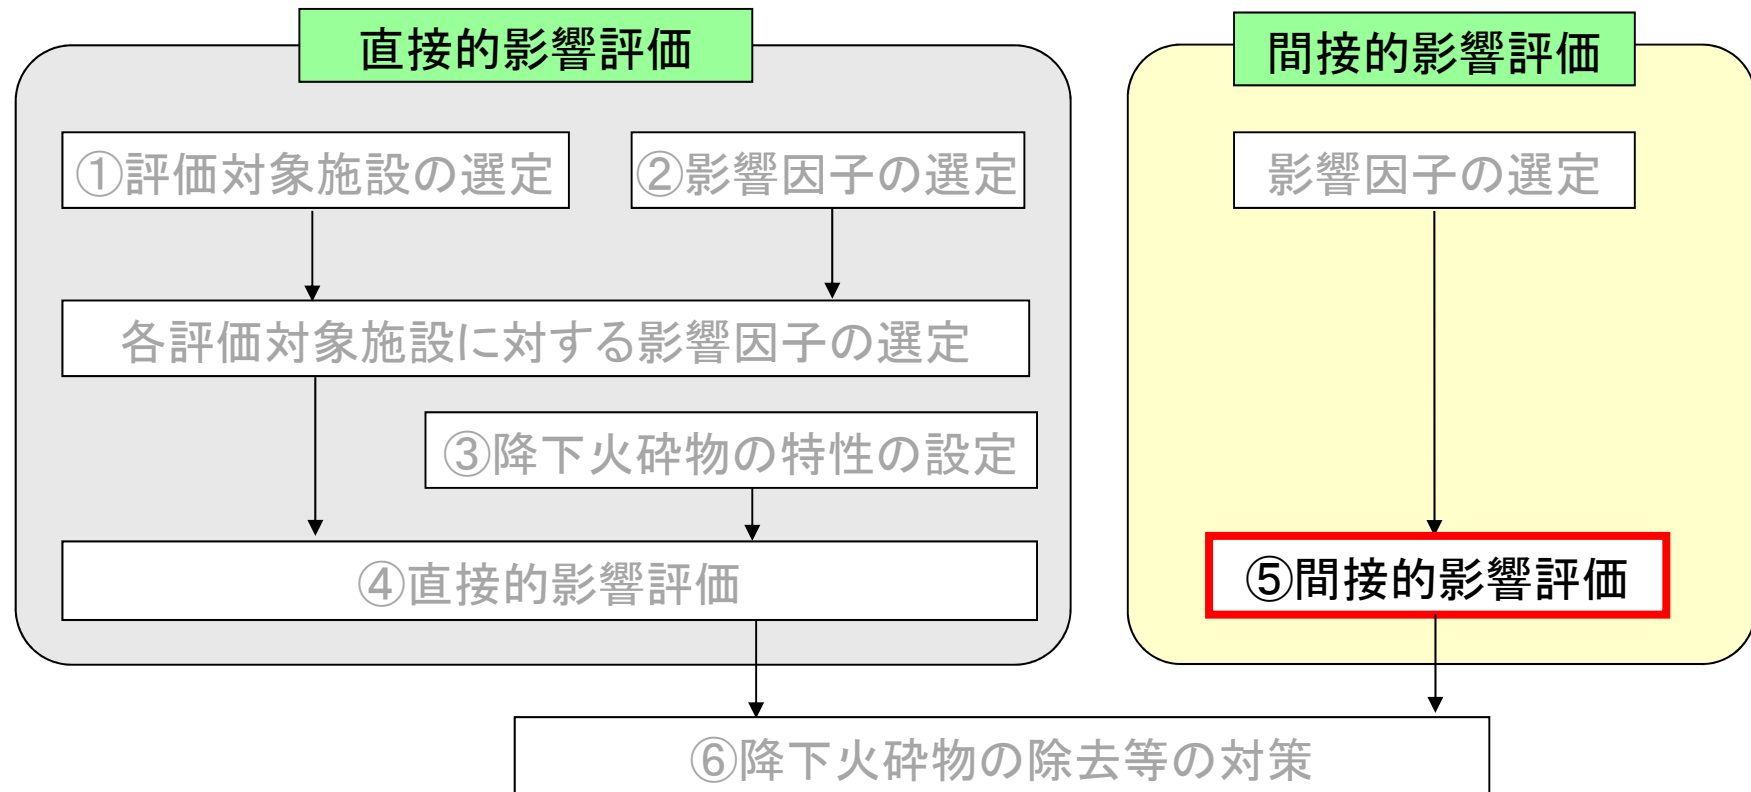 直接的影響評価
①評価対象施設の選定
②影響因子の選定
各評価対象施設に対する影響因子の選定
③降下火砕物の特性の設定
④直接的影響評価
間接的影響評価
影響因子の選定
⑤間接的影響評価
⑥降下火砕物の除去等の対策